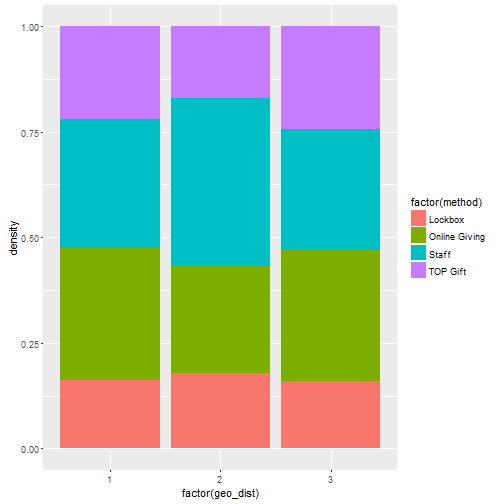 1.00
0.75
0.50
0.25
0.00
density
1 2 3
factor(geo_dist)
factor(method)
Lockbox
Online Giving
Staff
TOP Gift